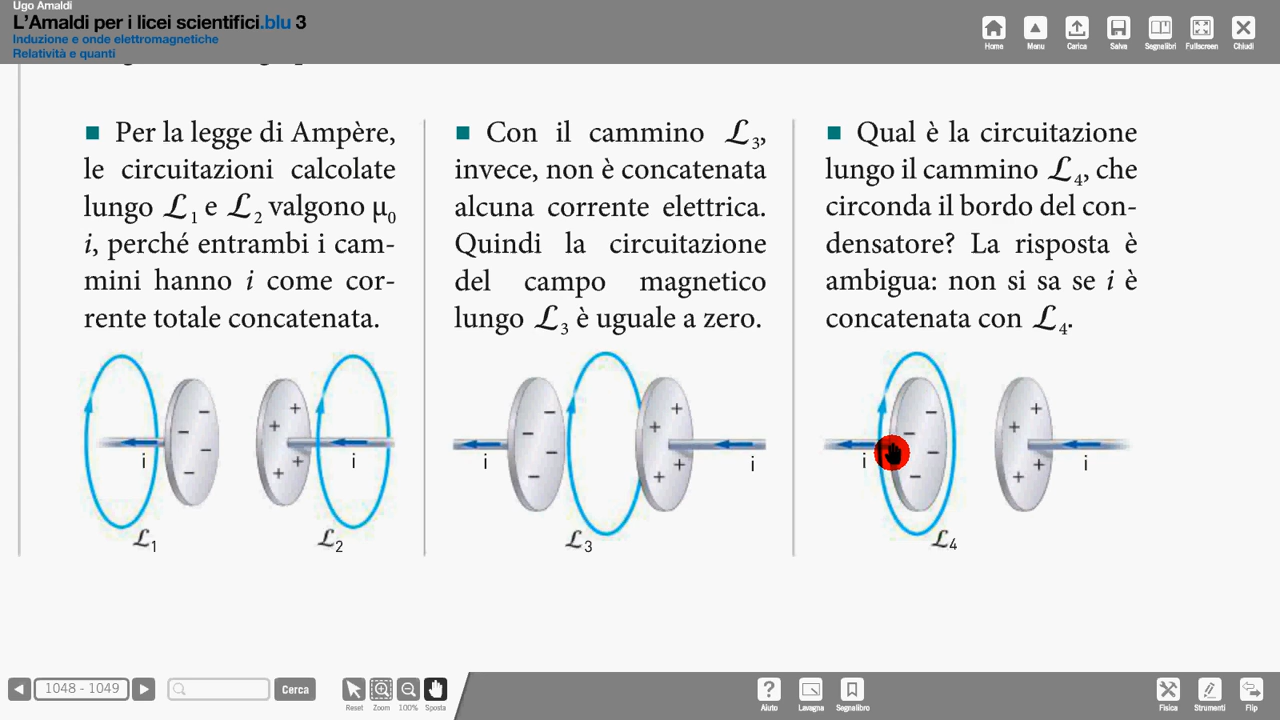 Ugo Amaldi
L'Amaldi per i licei scientifici.blu 3
Induzione e onde elettromagnetiche
Relatività e quanti
Home
Menu
Carica
Salva
Segnalibri
Fullscreen
Chiudi
■ Per la legge di Ampère,
le circuitazioni calcolate
lungo ℒ₁ e ℒ₂ valgono μ₀
i, perché entrambi i cam-
mini hanno i come cor-
rente totale concatenata.
i
i
ℒ₁
ℒ₂
■ Con il cammino ℒ₃,
invece, non è concatenata
alcuna corrente elettrica.
Quindi la circuitazione
del campo magnetico
lungo ℒ₃ è uguale a zero.
i
i
ℒ₃
■ Qual è la circuitazione
lungo il cammino ℒ₄, che
circonda il bordo del con-
densatore? La risposta è
ambigua: non si sa se i è
concatenata con ℒ₄.
i
i
ℒ₄
1048 - 1049
Cerca
Reset
Zoom
100%
Sposta
Aiuto
Lavagna
Segnalibro
Fisica
Strumenti
Flip